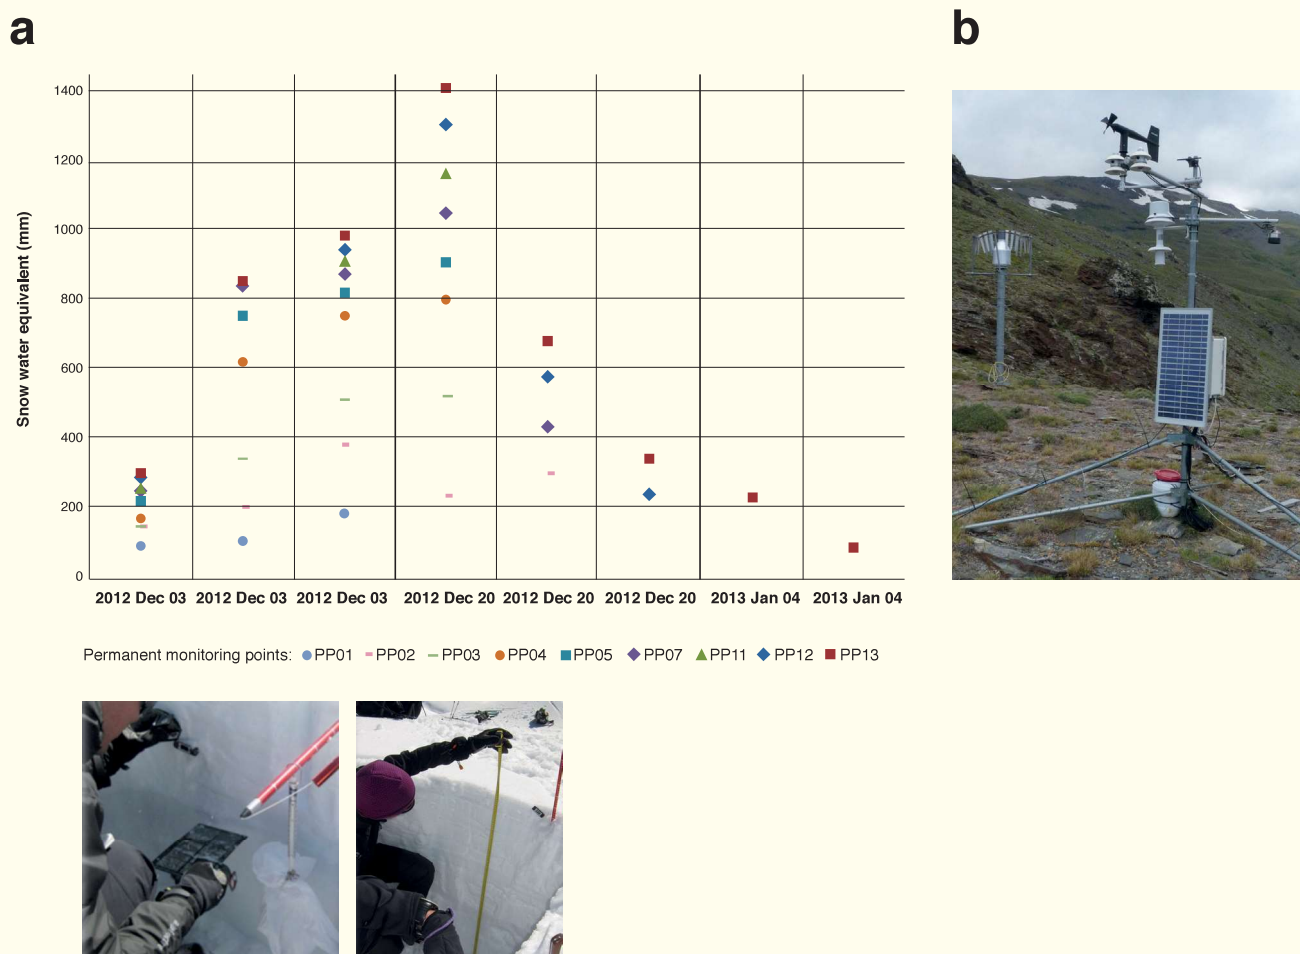 a
b
Snow water equivalent (mm)
1400
1200
1000
800
600
400
200
0
2012 Dec 03 2012 Dec 03 2012 Dec 03 2012 Dec 20 2012 Dec 20 2012 Dec 20 2013 Jan 04 2013 Jan 04
Permanent monitoring points: PP01 PP02 PP03 PP04 PP05 PP07 PP11 PP12 PP13